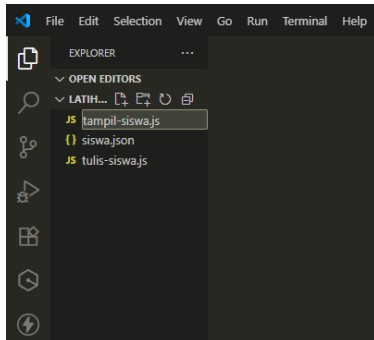 File Edit Selection View Go Run Terminal Help
EXPLORER ...
OPEN EDITORS
LATIH...
JS tampil-siswa.js
{} siswa.json
JS tulis-siswa.js